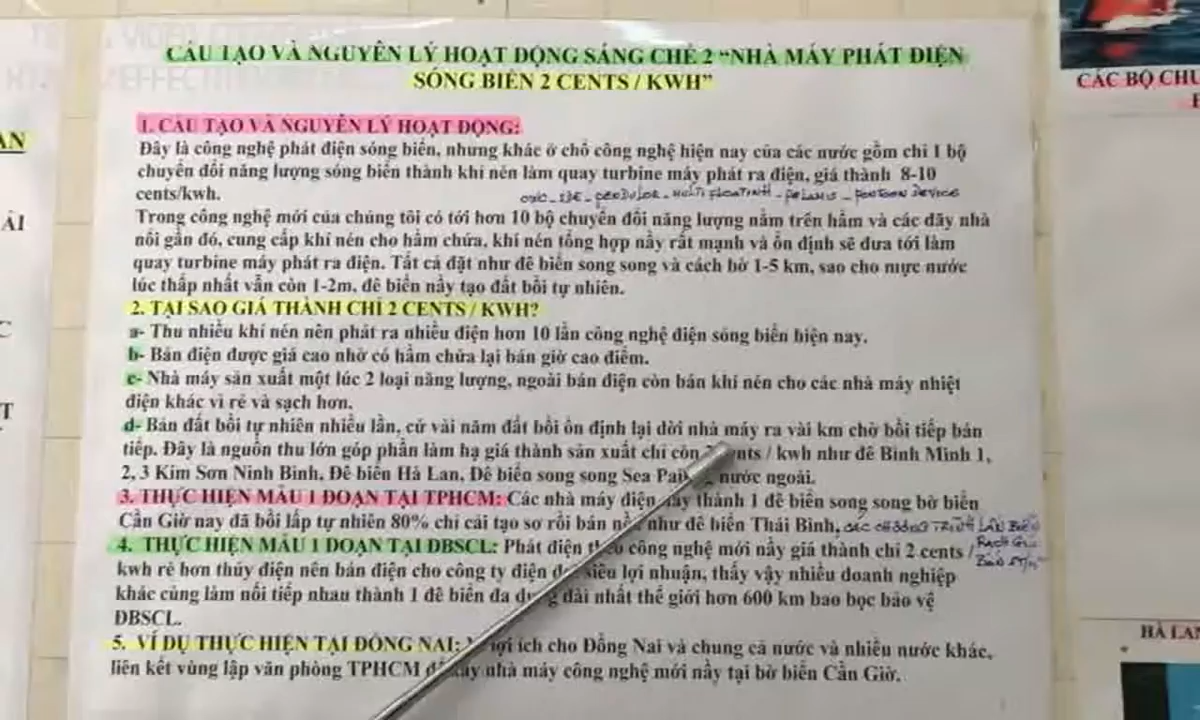 CẤU TẠO VÀ NGUYÊN LÝ HOẠT ĐỘNG SÁNG CHẾ 2 “NHÀ MÁY PHÁT ĐIỆN
SÓNG BIỂN 2 CENTS / KWH”
1. CẤU TẠO VÀ NGUYÊN LÝ HOẠT ĐỘNG:
Đây là công nghệ phát điện sóng biển, nhưng khác ở chỗ công nghệ hiện nay của các nước gồm chỉ 1 bộ
chuyển đổi năng lượng sóng biển thành khí nén làm quay turbine máy phát ra điện, giá thành 8-10
cents/kwh.
PELAMIS - PONTOON DEVICE
Trong công nghệ mới của chúng tôi có tới hơn 10 bộ chuyển đổi năng lượng nằm trên hầm và các dãy nhà
nối gần đó, cung cấp khí nén cho hầm chứa, khí nén tổng hợp nầy rất mạnh và ổn định sẽ đưa tới làm
quay turbine máy phát ra điện. Tất cả đặt như đê biển song song và cách bờ 1-5 km, sao cho mực nước
lúc thấp nhất vẫn còn 1-2m, đê biển nầy tạo đất bồi tự nhiên.
2. TẠI SAO GIÁ THÀNH CHỈ 2 CENTS / KWH?
a- Thu nhiều khí nén nên phát ra nhiều điện hơn 10 lần công nghệ điện sóng biển hiện nay.
b- Bán điện được giá cao nhờ có hầm chứa lại bán giờ cao điểm.
c- Nhà máy sản xuất một lúc 2 loại năng lượng, ngoài bán điện còn bán khí nén cho các nhà máy nhiệt
điện khác vì rẻ và sạch hơn.
d- Bán đất bồi tự nhiên nhiều lần, cứ vài năm đất bồi ổn định lại dời nhà máy ra vài km chờ bồi tiếp bán
tiếp. Đây là nguồn thu lớn góp phần làm hạ giá thành sản xuất chỉ còn / kwh như đê Bình Minh 1,
2, 3 Kim Sơn Ninh Bình, Đê biển Hà Lan, Đê biển song song Sea nước ngoài.
3. THỰC HIỆN MẪU 1 ĐOẠN TẠI TPHCM: Các nhà máy điện thành 1 đê biển song song bờ biển
Cần Giờ nay đã bồi lấp tự nhiên 80% chỉ cải tạo sơ rồi bán như đê biển Thái Bình, CÁC CHƯƠNG TRÌNH LẤN BIỂN
4. THỰC HIỆN MẪU 1 ĐOẠN TẠI ĐBSCL: Phát điện theo công nghệ mới nầy giá thành chỉ 2 cents / Rạch Giá
kwh rẻ hơn thủy điện nên bán điện cho công ty điện siêu lợi nhuận, thấy vậy nhiều doanh nghiệp
khác cùng làm nối tiếp nhau thành 1 đê biển đa dụng dài nhất thế giới hơn 600 km bao bọc bảo vệ
ĐBSCL.
5. VÍ DỤ THỰC HIỆN TẠI ĐỒNG NAI: lợi ích cho Đồng Nai và chung cả nước và nhiều nước khác,
liên kết vùng lập văn phòng TPHCM nhà máy công nghệ mới nầy tại bờ biển Cần Giờ.
CÁC BỘ CHU
HÀ LAN
AN
ẢI
C
T